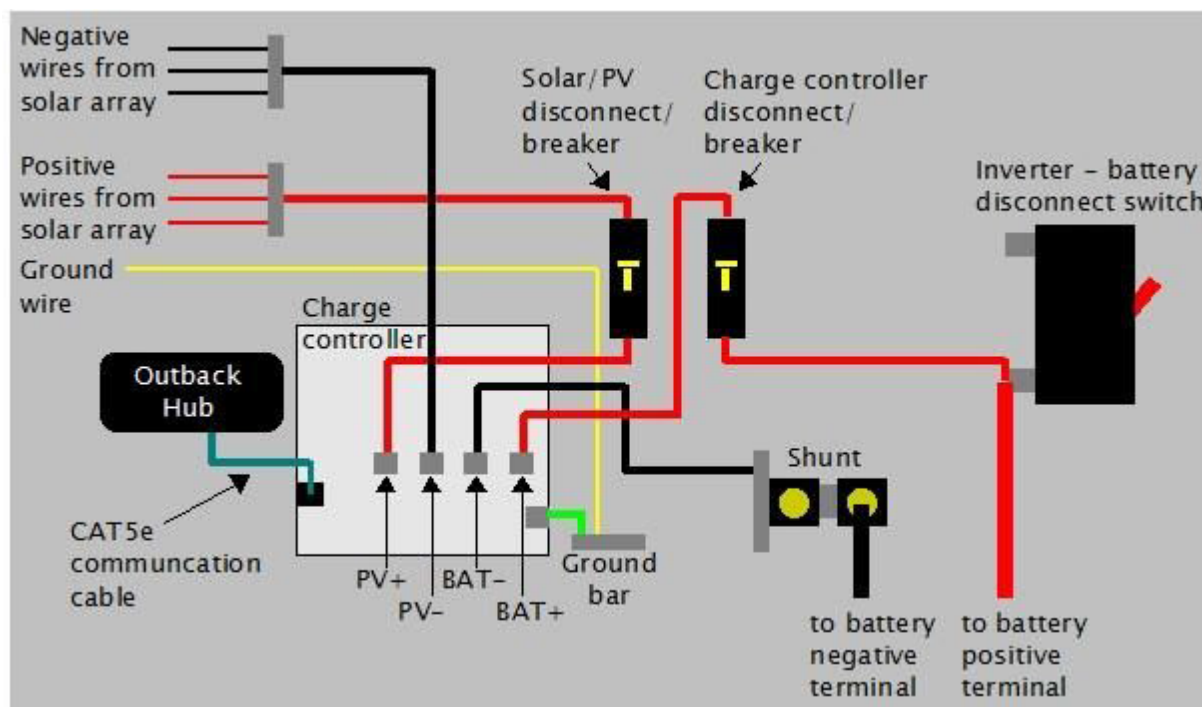 Negative
wires from
solar array
Solar/PV
disconnect/
breaker
Charge controller
disconnect/
breaker
Positive
wires from
solar array
Inverter – battery
disconnect switch
Ground
wire
Charge
controller
Outback
Hub
Shunt
CAT5e
communcation
cable
PV+
BAT–
PV–
BAT+
Ground
bar
to battery
negative
terminal
to battery
positive
terminal